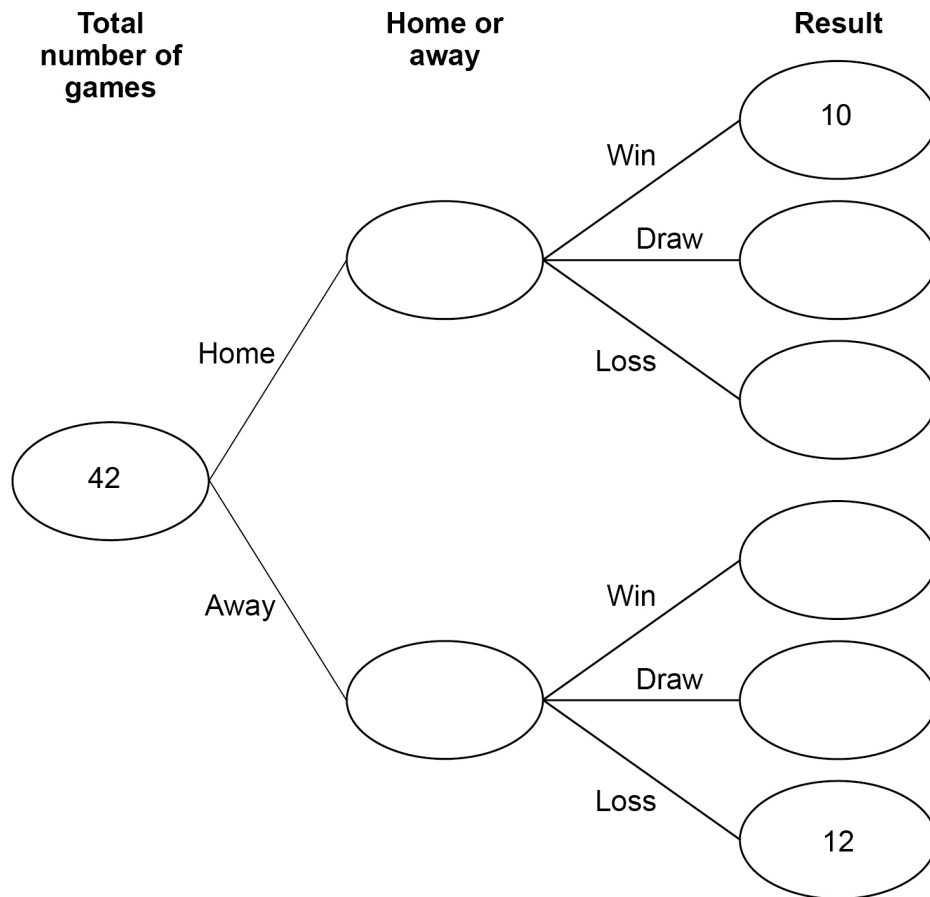 Total
number of
games
Home or
away
Result
10
Win
Draw
Home
Loss
42
Away
Win
Draw
Loss
12